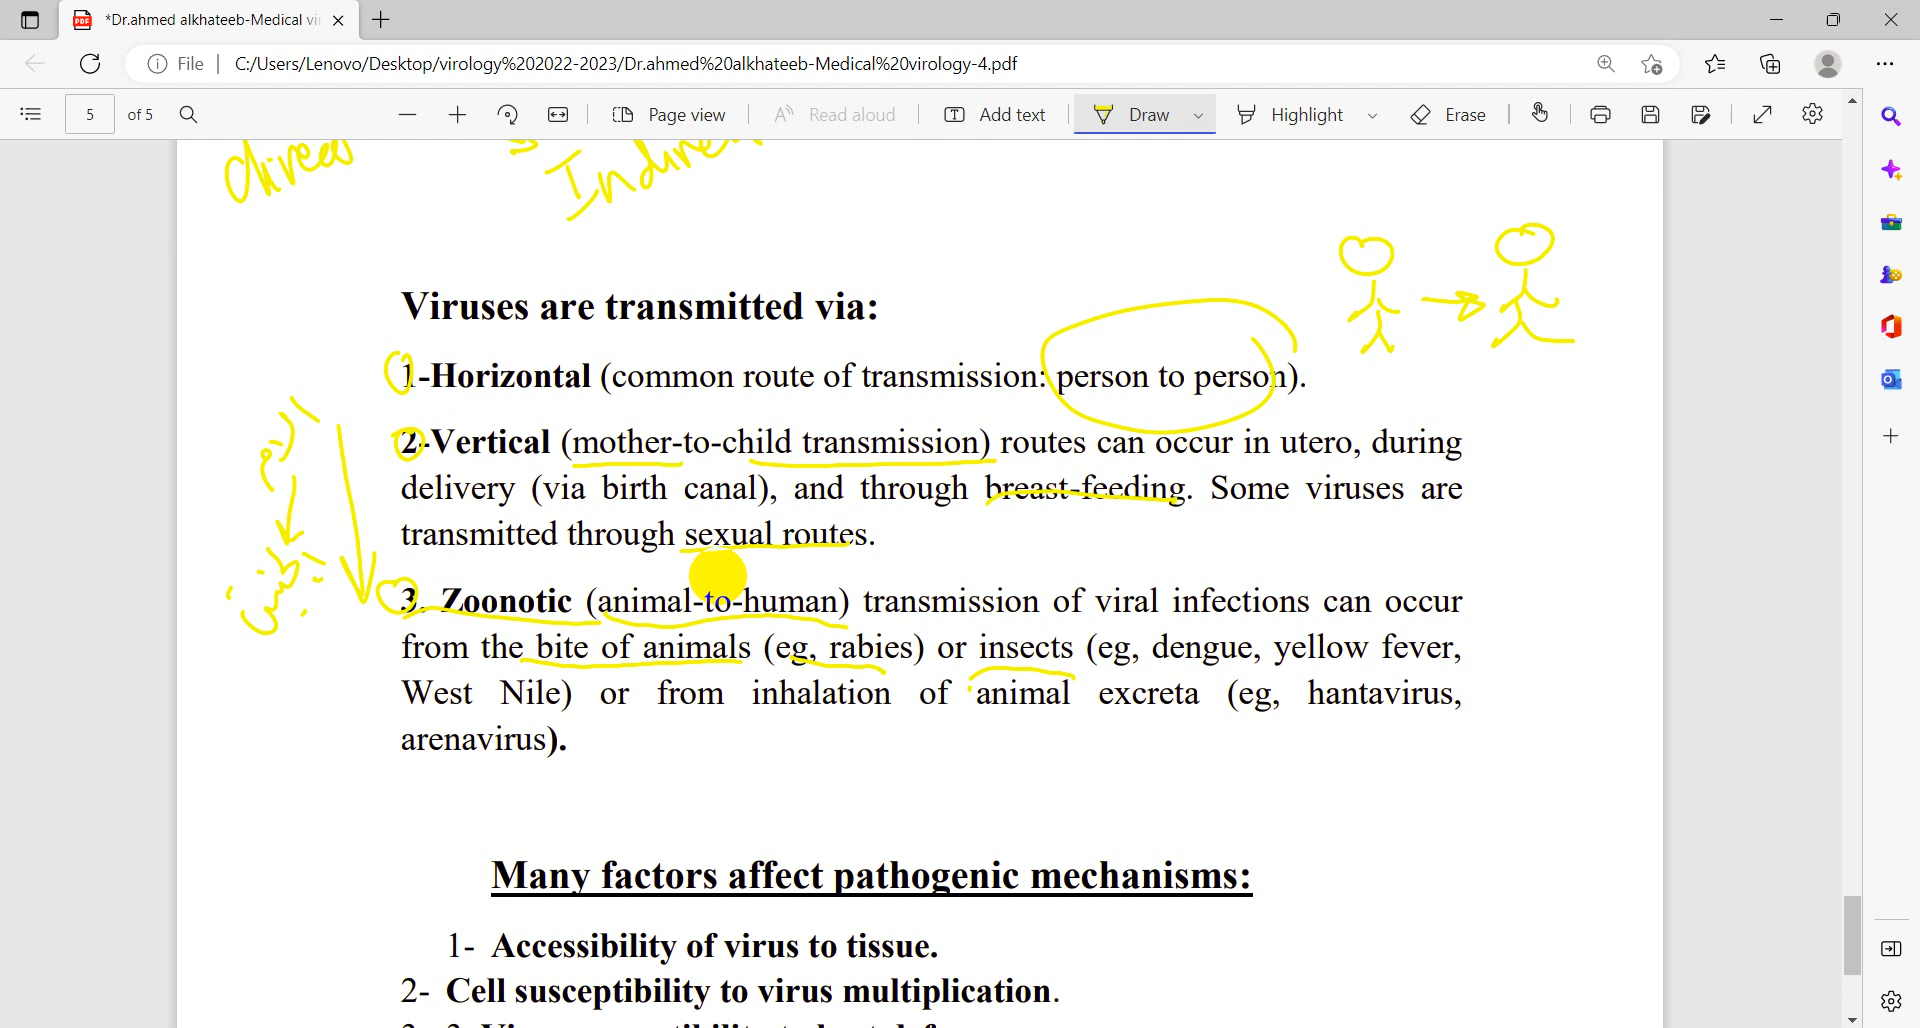 *Dr.ahmed alkhateeb-Medical vi
File | C:/Users/Lenovo/Desktop/virology%202022-2023/Dr.ahmed%20alkhateeb-Medical%20virology-4.pdf
5 of 5 Page view Read aloud Add text Draw Highlight Erase
Indirec
Viruses are transmitted via:
1-Horizontal (common route of transmission: person to person).
2-Vertical (mother-to-child transmission) routes can occur in utero, during
delivery (via birth canal), and through breast-feeding. Some viruses are
transmitted through sexual routes.
3. Zoonotic (animal-to-human) transmission of viral infections can occur
from the bite of animals (eg, rabies) or insects (eg, dengue, yellow fever,
West Nile) or from inhalation of animal excreta (eg, hantavirus,
arenavirus).
Many factors affect pathogenic mechanisms:
1- Accessibility of virus to tissue.
2- Cell susceptibility to virus multiplication.